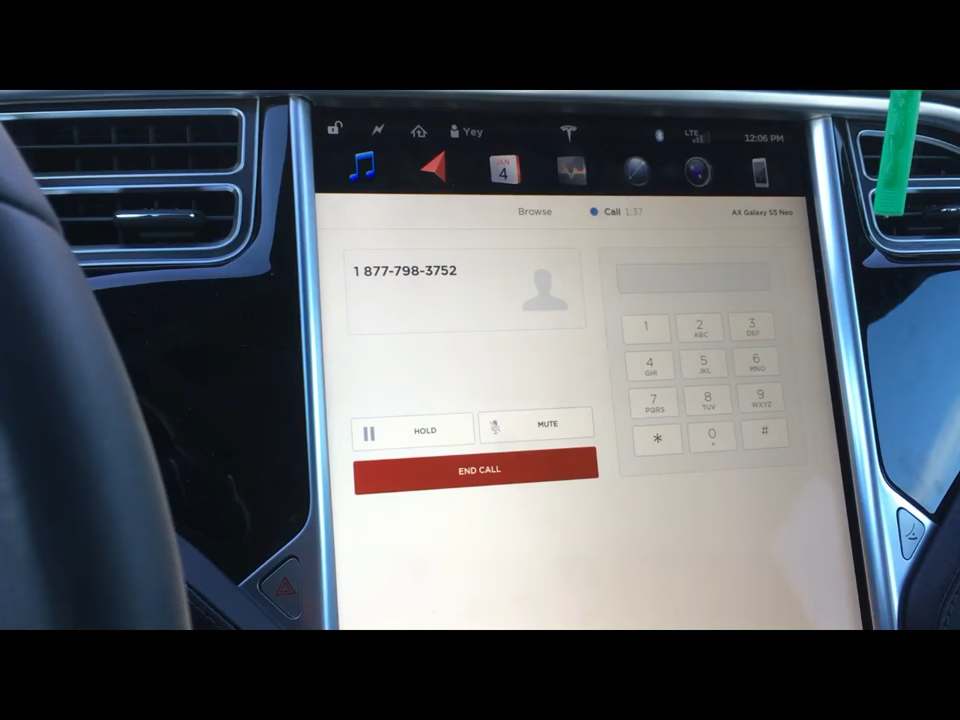 Yey
LTE
12:06 PM
JAN
4
Browse
Call 1:37
AX Galaxy S5 Neo
1 877-798-3752
1
2
ABC
3
DEF
4
GHI
5
JKL
6
MNO
7
PQRS
8
TUV
9
WXYZ
*
0
+
#
HOLD
MUTE
END CALL